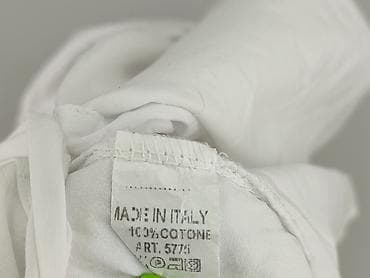 MADE IN ITALY
100% COTONE
ART. 5775